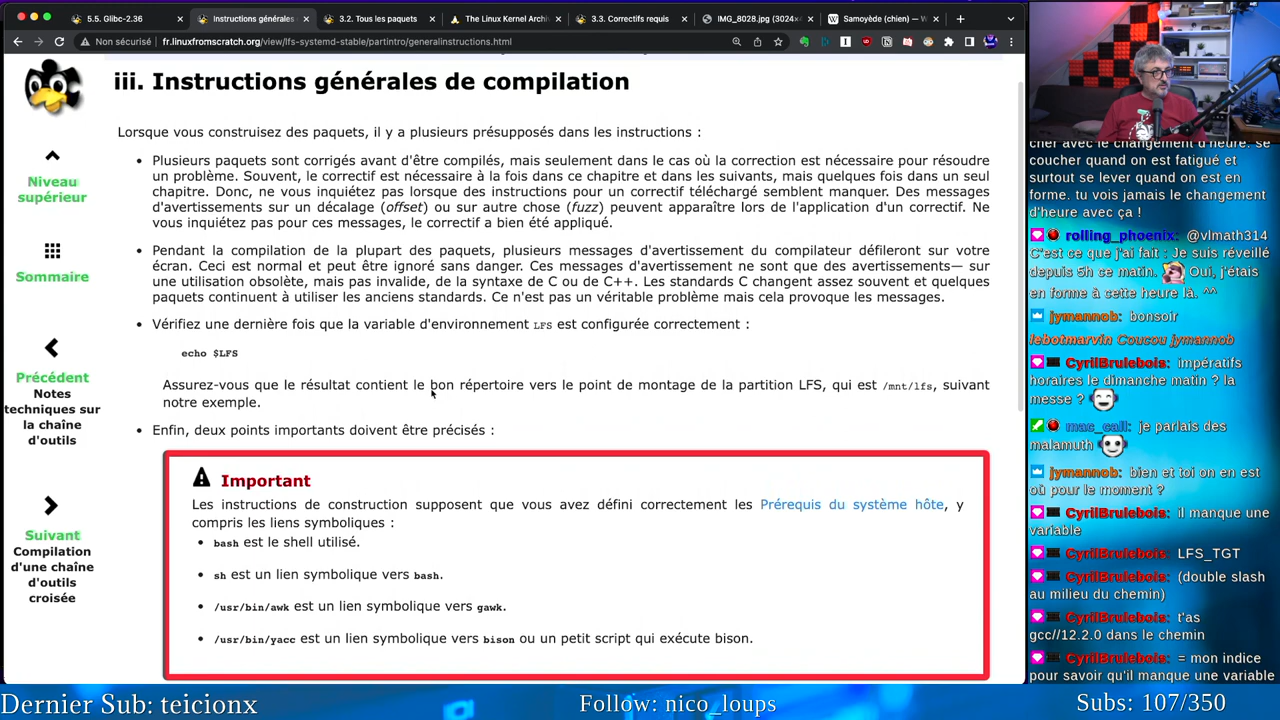 5.5. Glibc-2.36
Instructions générales
3.2. Tous les paquets
The Linux Kernel Archi
3.3. Correctifs requis
IMG_8028.jpg (3024×
Samoyède (chien) — W
Non sécurisé
fr.linuxfromscratch.org/view/lfs-systemd-stable/partintro/generalinstructions.html
Niveau
supérieur
Sommaire
Précédent
Notes
techniques sur
la chaîne
d'outils
Suivant
Compilation
d'une chaîne
d'outils
croisée
iii. Instructions générales de compilation
Lorsque vous construisez des paquets, il y a plusieurs présupposés dans les instructions :
• Plusieurs paquets sont corrigés avant d'être compilés, mais seulement dans le cas où la correction est nécessaire pour résoudre
un problème. Souvent, le correctif est nécessaire à la fois dans ce chapitre et dans les suivants, mais quelques fois dans un seul
chapitre. Donc, ne vous inquiétez pas lorsque des instructions pour un correctif téléchargé semblent manquer. Des messages
d'avertissements sur un décalage (offset) ou sur autre chose (fuzz) peuvent apparaître lors de l'application d'un correctif. Ne
vous inquiétez pas pour ces messages, le correctif a bien été appliqué.
• Pendant la compilation de la plupart des paquets, plusieurs messages d'avertissement du compilateur défileront sur votre
écran. Ceci est normal et peut être ignoré sans danger. Ces messages d'avertissement ne sont que des avertissements— sur
une utilisation obsolète, mais pas invalide, de la syntaxe de C ou de C++. Les standards C changent assez souvent et quelques
paquets continuent à utiliser les anciens standards. Ce n'est pas un véritable problème mais cela provoque les messages.
• Vérifiez une dernière fois que la variable d'environnement LFS est configurée correctement :
echo $LFS
Assurez-vous que le résultat contient le bon répertoire vers le point de montage de la partition LFS, qui est /mnt/lfs, suivant
notre exemple.
• Enfin, deux points importants doivent être précisés :
Important
Les instructions de construction supposent que vous avez défini correctement les Prérequis du système hôte, y
compris les liens symboliques :
• bash est le shell utilisé.
• sh est un lien symbolique vers bash.
• /usr/bin/awk est un lien symbolique vers gawk.
• /usr/bin/yacc est un lien symbolique vers bison ou un petit script qui exécute bison.
cher avec le changement d'heure. se
coucher quand on est fatigué et
surtout se lever quand on est en
forme. tu vois jamais le changement
d'heure avec ça !
rolling_phoenix: @vlmath314
C'est ce que j'ai fait : Je suis réveillé
depuis 5h ce matin. Oui, j'étais
en forme à cette heure là. ^^
jymannob: bonsoir
lebotmarvin Coucou jymannob
CyrilBrulebois: impératifs
horaires le dimanche matin ? la
messe ?
mac_call: je parlais des
malamuth
jymannob: bien et toi on en est
où pour le moment ?
CyrilBrulebois: il manque une
variable
CyrilBrulebois: LFS_TGT
CyrilBrulebois: (double slash
au milieu du chemin)
CyrilBrulebois: t'as
gcc//12.2.0 dans le chemin
CyrilBrulebois: = mon indice
pour savoir qu'il manque une variable
Dernier Sub: teicionx
Follow: nico_loups
Subs: 107/350